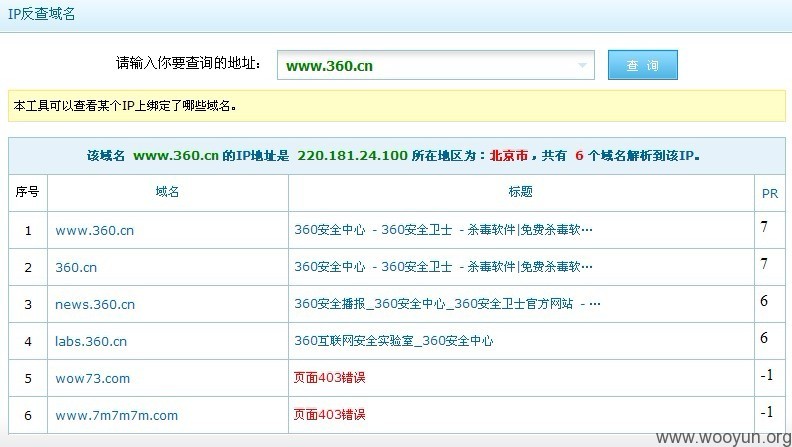 IP反查域名
请输入你要查询的地址： www.360.cn 查 询
本工具可以查看某个IP上绑定了哪些域名。
该域名 www.360.cn 的IP地址是 220.181.24.100 所在地区为：北京市，共有 6 个域名解析到该IP。
序号 域名 标题 PR
1 www.360.cn 360安全中心 - 360安全卫士 - 杀毒软件|免费杀毒软… 7
2 360.cn 360安全中心 - 360安全卫士 - 杀毒软件|免费杀毒软… 7
3 news.360.cn 360安全播报_360安全中心_360安全卫士官方网站 - … 6
4 labs.360.cn 360互联网安全实验室_360安全中心 6
5 wow73.com 页面403错误 -1
6 www.7m7m7m.com 页面403错误 -1
www.wooyun.org